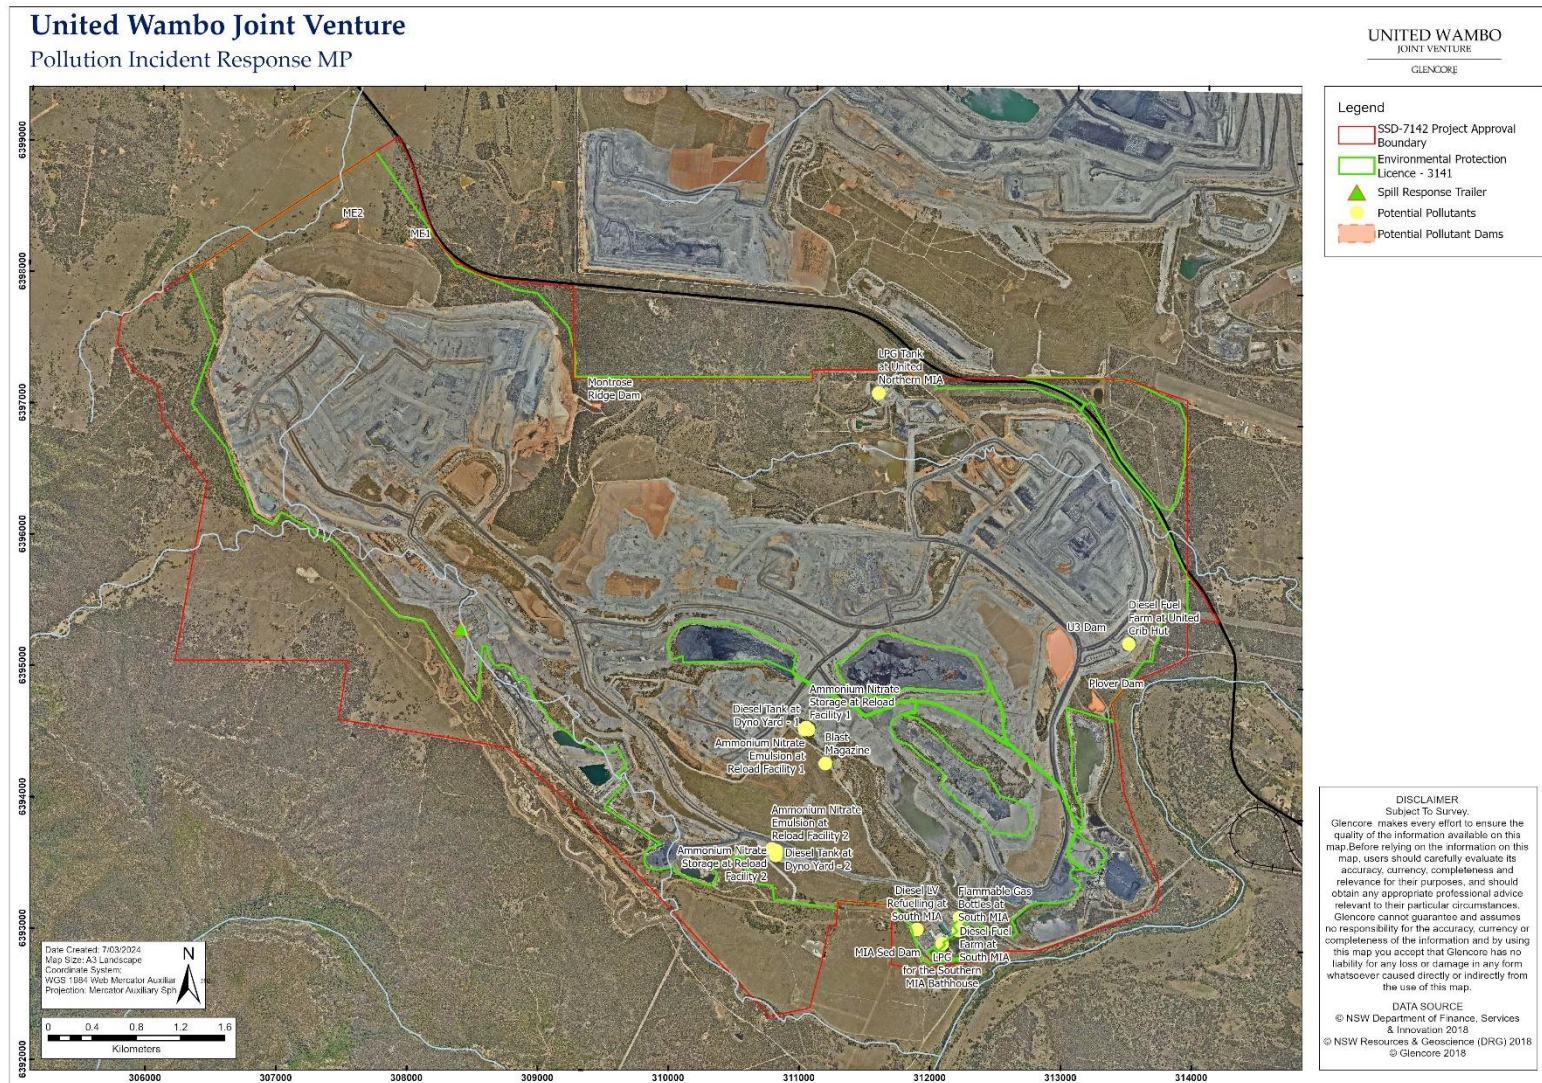 United Wambo Joint Venture
Pollution Incident Response MP
UNITED WAMBO
JOINT VENTURE
GLENCORE
Legend
SSD-7142 Project Approval
Boundary
Environmental Protection
Licence - 3141
Spill Response Trailer
Potential Pollutants
Potential Pollutant Dams
6399000
6398000
6397000
6396000
6395000
6394000
6393000
6392000
ME2
ME1
Montrose
Ridge Dam
LPG Tank
at United
Northern MIA
Diesel Fuel
Farm at United
Crib Hut
U3 Dam
Plover Dam
Ammonium Nitrate
Storage at Reload
Facility 1
Diesel Tank at
Dyno Yard - 1
Blast
Magazine
Ammonium Nitrate
Emulsion at
Reload Facility 1
Ammonium Nitrate
Emulsion at
Reload Facility 2
Ammonium Nitrate
Storage at Reload
Facility 2
Diesel Tank at
Dyno Yard - 2
Diesel LV
Refuelling at
South MIA
Flammable Gas
Bottles at
South MIA
Diesel Fuel
Farm at
South MIA
MIA Sed Dam
LPG
for the Southern
MIA Bathhouse
Date Created: 7/03/2024
Map Size: A3 Landscape
Coordinate System:
WGS 1984 Web Mercator Auxiliar
Projection: Mercator Auxiliary Sph
N
0 0.4 0.8 1.2 1.6
Kilometers
306000 307000 308000 309000 310000 311000 312000 313000 314000
DISCLAIMER
Subject To Survey.
Glencore makes every effort to ensure the
quality of the information available on this
map.Before relying on the information on this
map, users should carefully evaluate its
accuracy, currency, completeness and
relevance for their purposes, and should
obtain any appropriate professional advice
relevant to their particular circumstances.
Glencore cannot guarantee and assumes
no responsibility for the accuracy, currency or
completeness of the information and by using
this map you accept that Glencore has no
liability for any loss or damage in any form
whatsoever caused directly or indirectly from
the use of this map.
DATA SOURCE
© NSW Department of Finance, Services
& Innovation 2018
© NSW Resources & Geoscience (DRG) 2018
© Glencore 2018